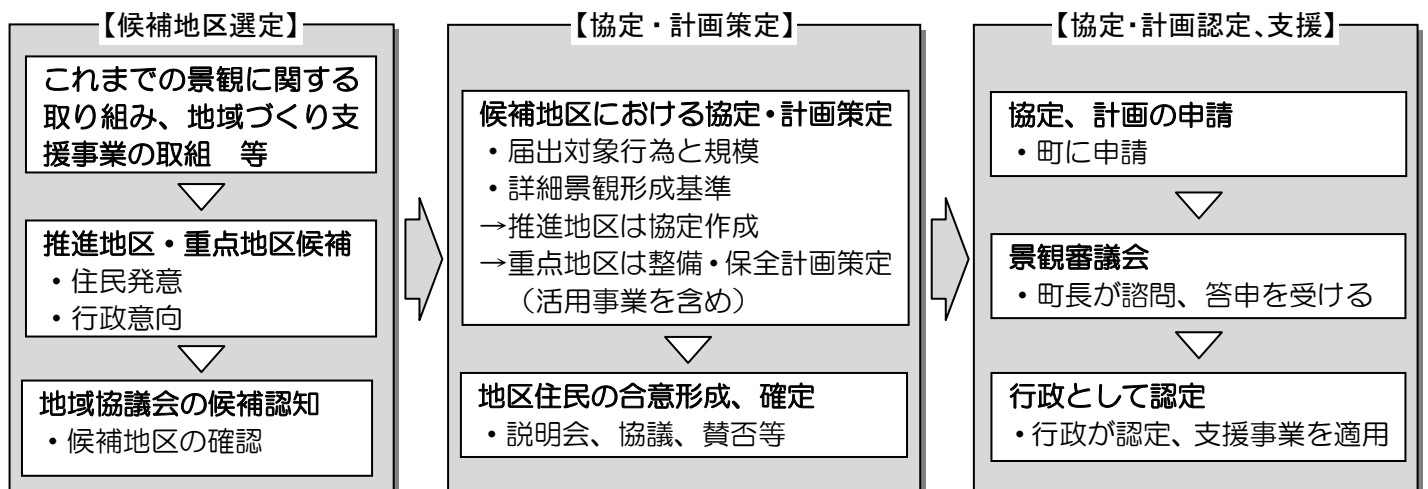 【候補地区選定】
これまでの景観に関する
取り組み、地域づくり支
援事業の取組　等
推進地区・重点地区候補
・住民発意
・行政意向
地域協議会の候補認知
・候補地区の確認
【協定・計画策定】
候補地区における協定・計画策定
・届出対象行為と規模
・詳細景観形成基準
→推進地区は協定作成
→重点地区は整備・保全計画策定
（活用事業を含め）
地区住民の合意形成、確定
・説明会、協議、賛否等
【協定・計画認定、支援】
協定、計画の申請
・町に申請
景観審議会
・町長が諮問、答申を受ける
行政として認定
・行政が認定、支援事業を適用